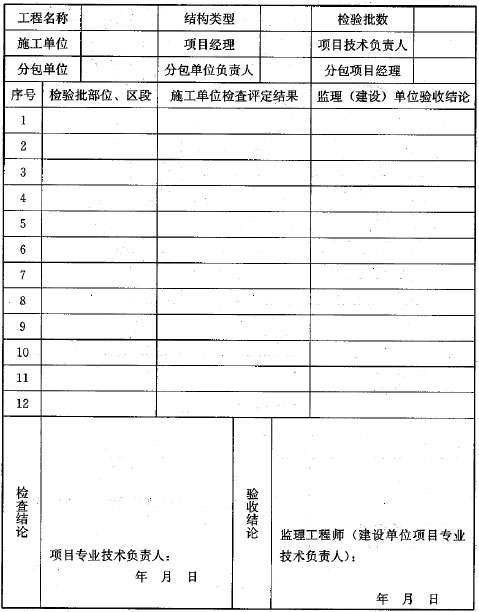 工程名称 结构类型 检验批数
施工单位 项目经理 项目技术负责人
分包单位 分包单位负责人 分包项目经理
序号 检验批部位、区段 施工单位检查评定结果 监理（建设）单位验收结论
1
2
3
4
5
6
7
8
9
10
11
12
检查结论
项目专业技术负责人：
年 月 日
验收结论
监理工程师（建设单位项目专业
技术负责人）：
年 月 日